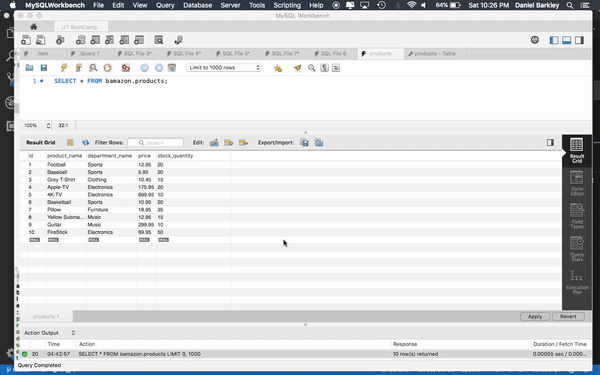 MySQLWorkbench File Edit View Query Database Server Tools Scripting Help 64% Sat 10:26 PM Daniel Barkley
MySQL Workbench
UT BootCamp
item Query 1 SQL File 3* SQL File 4* SQL File 5* SQL File 7* SQL File 8 products products - Table
Limit to 1000 rows
1 SELECT * FROM bamazon.products;
100% 32:1
Result Grid Filter Rows: Search Edit: Export/Import:
id product_name department_name price stock_quantity
1 Football Sports 12.95 20
2 Baseball Sports 5.95 20
3 Grey T-Shirt Clothing 10.45 15
4 Apple-TV Electronics 175.95 20
5 4K-TV Electronics 899.95 10
6 Basketball Sports 10.95 20
7 Pillow Furniture 16.95 35
8 Yellow Subma... Music 12.95 15
9 Guitar Music 299.95 10
10 FireStick Electronics 69.95 50
NULL NULL NULL NULL NULL
Result Grid
Form Editor
Field Types
Query Stats
Execution Plan
products 1 Apply Revert
Action Output
Time Action Response Duration / Fetch Time
20 04:42:57 SELECT * FROM bamazon.products LIMIT 0, 1000 10 row(s) returned 0.00055 sec / 0.000...
Query Completed